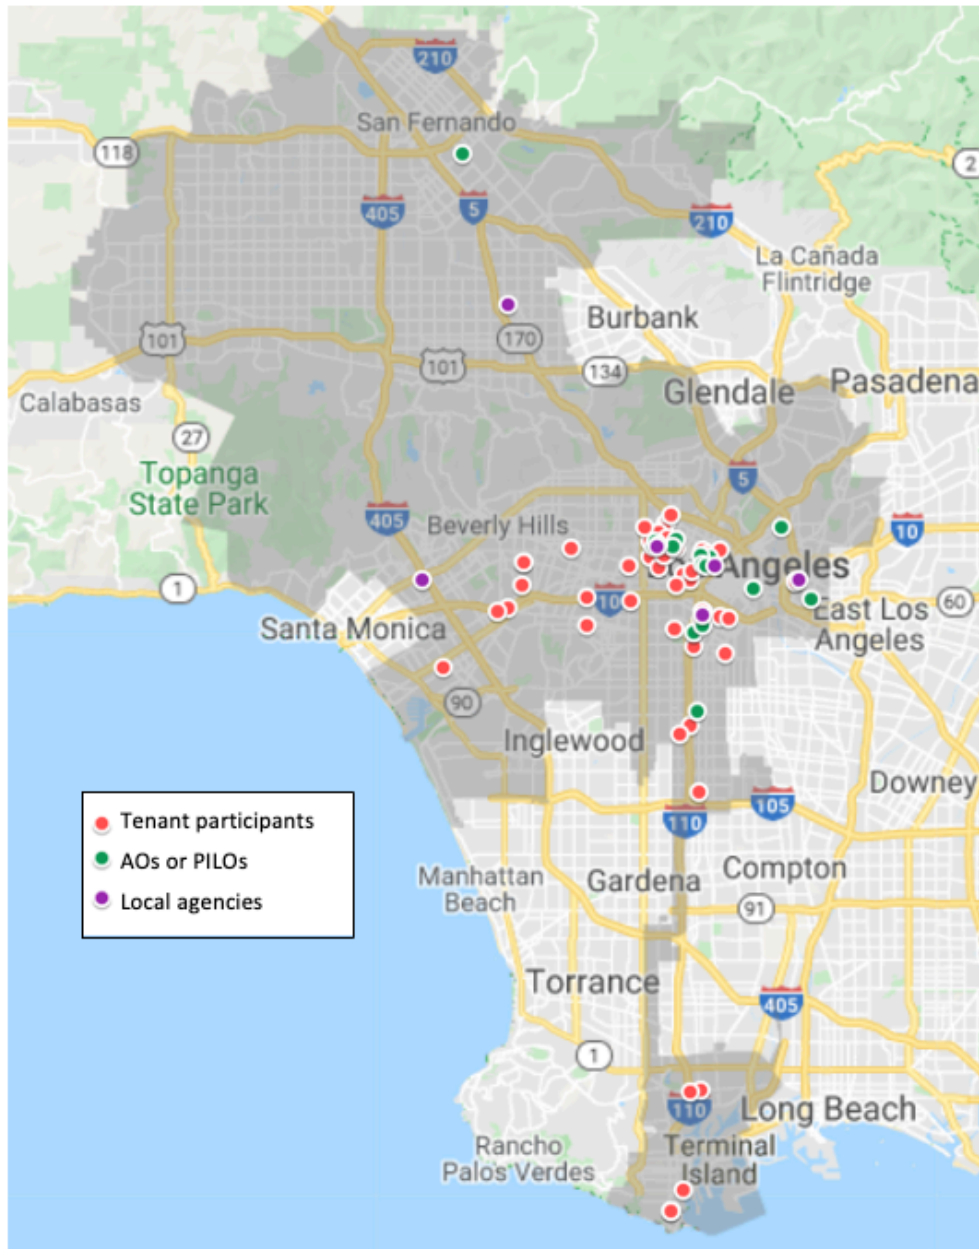 210
San Fernando
118
2
405
5
210
La Cañada
Flintridge
Burbank
170
101
101
134
Glendale
Pasadena
Calabasas
27
Topanga
State Park
5
405
Beverly Hills
10
Los Angeles
1
10
60
Santa Monica
East Los
Angeles
90
Inglewood
Downey
105
110
Tenant participants
AOs or PILOs
Local agencies
Manhattan
Beach
Gardena
Compton
91
Torrance
405
1
110
Long Beach
Rancho
Palos Verdes
Terminal
Island